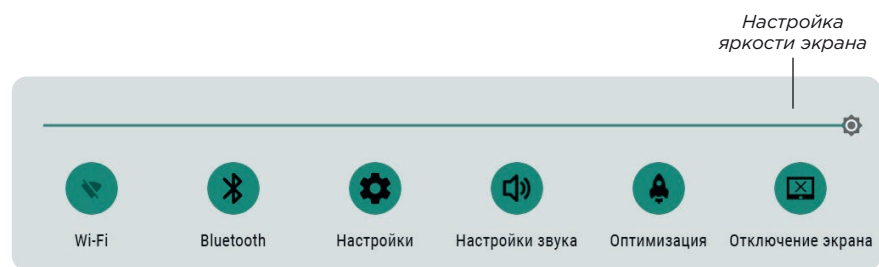 Настройка
яркости экрана
Wi-Fi Bluetooth Настройки Настройки звука Оптимизация Отключение экрана